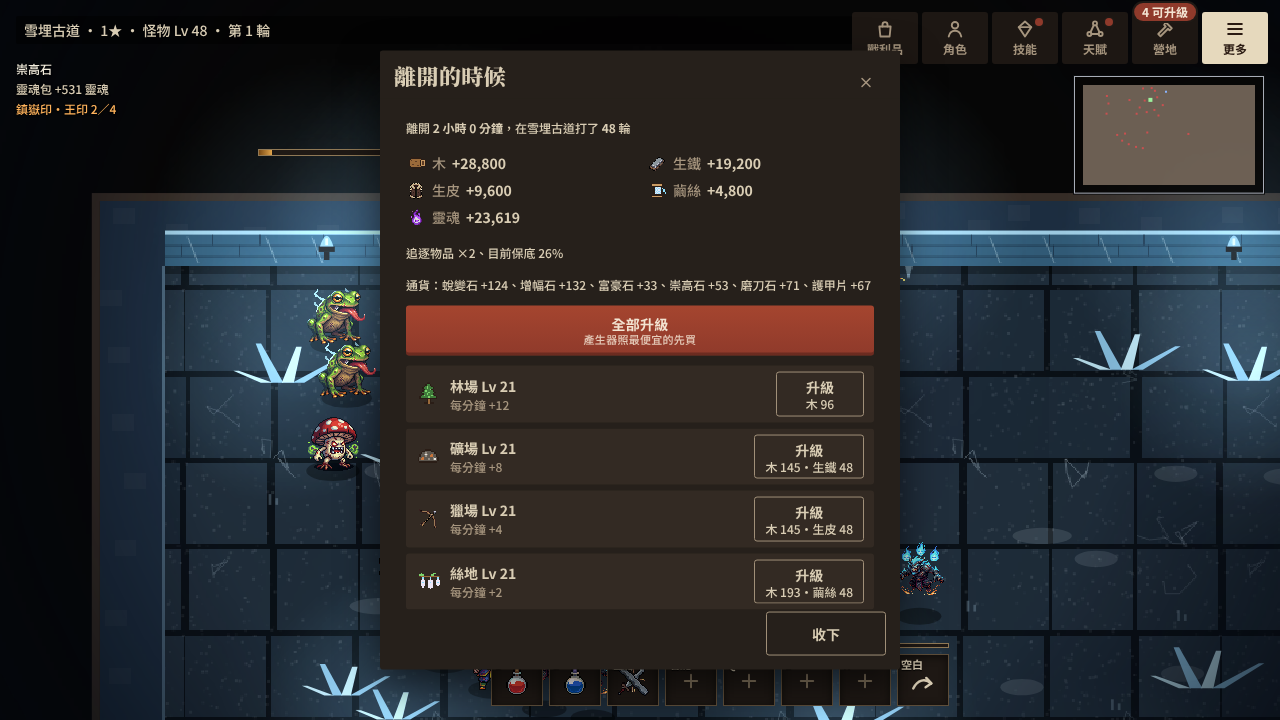 雪埋古道 • 1★ • 怪物 Lv 48 • 第 1 輪
崇高石
靈魂包 +531 靈魂
鎮嶽印・王印 2／4
戰利品
角色
技能
天賦
4 可升級
營地
更多
離開的時候
離開 2 小時 0 分鐘，在雪埋古道打了 48 輪
木 +28,800
生鐵 +19,200
生皮 +9,600
繭絲 +4,800
靈魂 +23,619
追逐物品 ×2、目前保底 26%
通貨：蛻變石 +124、增幅石 +132、富豪石 +33、崇高石 +53、磨刀石 +71、護甲片 +67
全部升級
產生器照最便宜的先買
林場 Lv 21
每分鐘 +12
升級
木 96
礦場 Lv 21
每分鐘 +8
升級
木 145・生鐵 48
獵場 Lv 21
每分鐘 +4
升級
木 145・生皮 48
絲地 Lv 21
每分鐘 +2
升級
木 193・繭絲 48
收下
空白